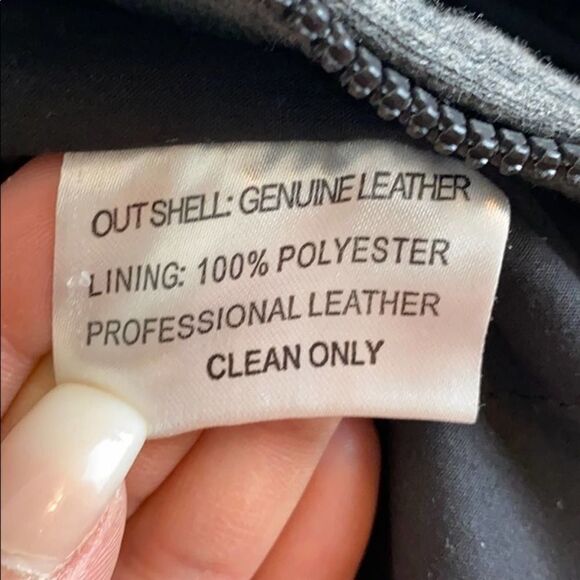 OUTSHELL: GENUINE LEATHER
LINING: 100% POLYESTER
PROFESSIONAL LEATHER
CLEAN ONLY